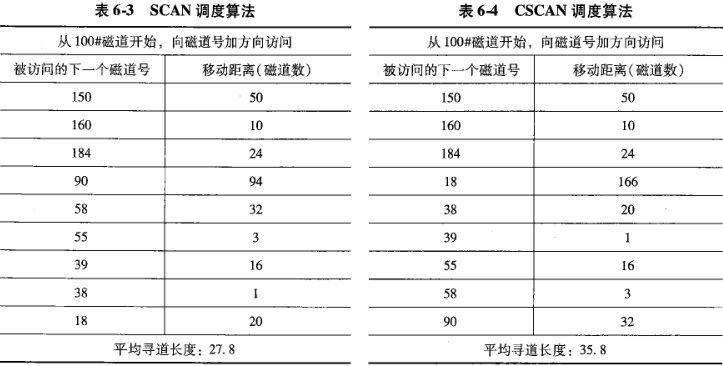 表 6-3 SCAN 调度算法
从 100#磁道开始，向磁道号加方向访问
被访问的下一个磁道号 移动距离(磁道数)
150 50
160 10
184 24
90 94
58 32
55 3
39 16
38 1
18 20
平均寻道长度：27.8
表 6-4 CSCAN 调度算法
从 100#磁道开始，向磁道号加方向访问
被访问的下一个磁道号 移动距离(磁道数)
150 50
160 10
184 24
18 166
38 20
39 1
55 16
58 3
90 32
平均寻道长度：35.8